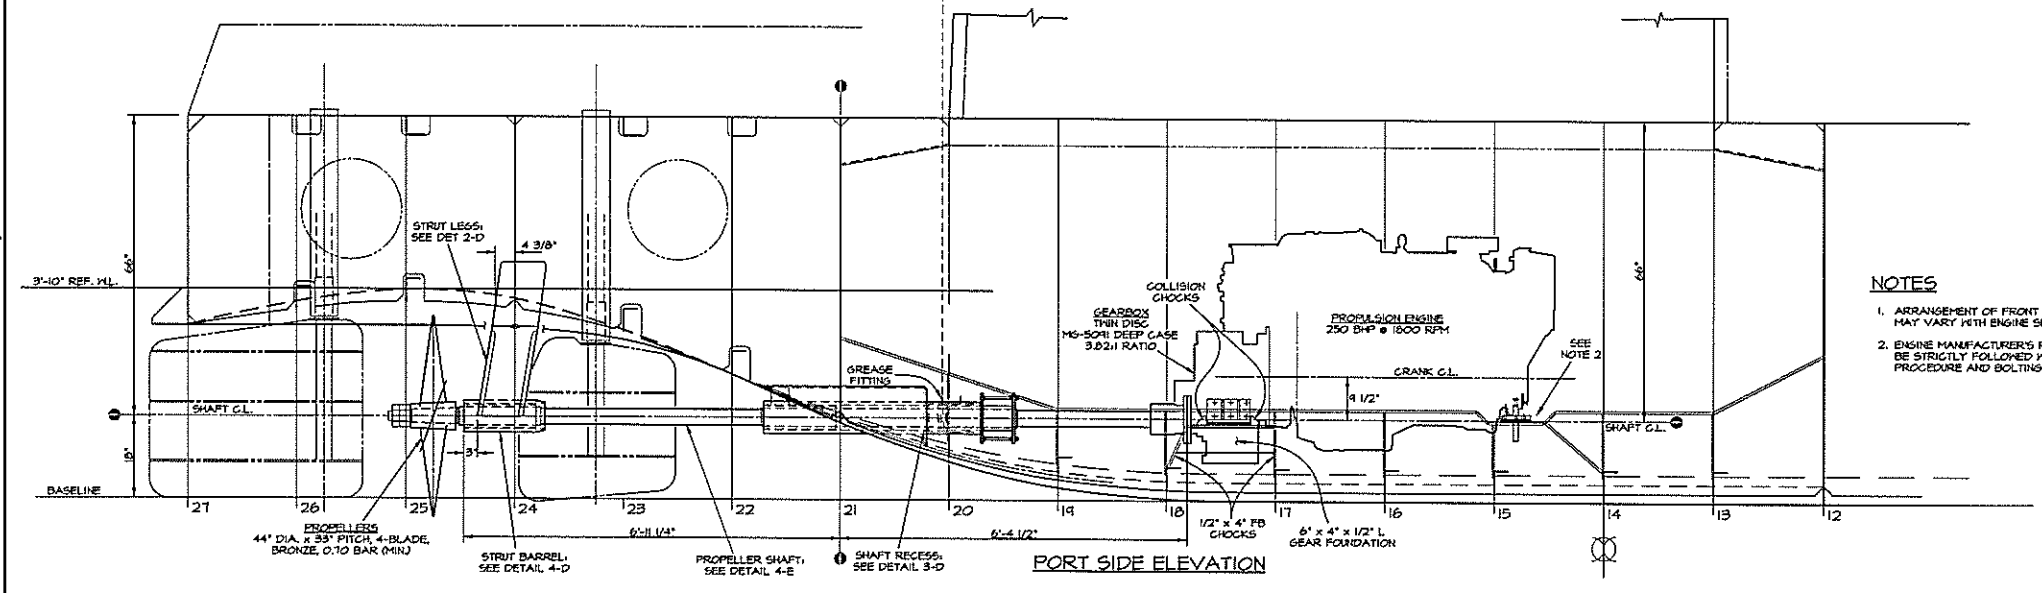 STRUT LEGS;
SEE DET 2-D
4 3/8"
66"
3'-10" REF. W.L.
COLLISION
CHOCKS
GEARBOX
TWIN DISC
MG-5091 DEEP CASE
3.82:1 RATIO
PROPULSION ENGINE
250 BHP @ 1800 RPM
66"
NOTES
1. ARRANGEMENT OF FRONT
MAY VARY WITH ENGINE
2. ENGINE MANUFACTURER'S
BE STRICTLY FOLLOWED
PROCEDURE AND BOLTING
SEE
NOTE 2
GREASE
FITTING
CRANK C.L.
9 1/2"
SHAFT C.L.
SHAFT C.L.
18"
3"
BASELINE
27 26 25 24 23 22 21 20 19 18 17 16 15 14 13 12
PROPELLERS
44" DIA. x 33" PITCH, 4-BLADE,
BRONZE, 0.70 BAR (MIN.)
6'-11 1/4"
6'-4 1/2"
STRUT BARREL;
SEE DETAIL 4-D
PROPELLER SHAFT;
SEE DETAIL 4-E
SHAFT RECESS;
SEE DETAIL 3-D
1/2" x 4" FB
CHOCKS
6" x 4" x 1/2" L
GEAR FOUNDATION
PORT SIDE ELEVATION